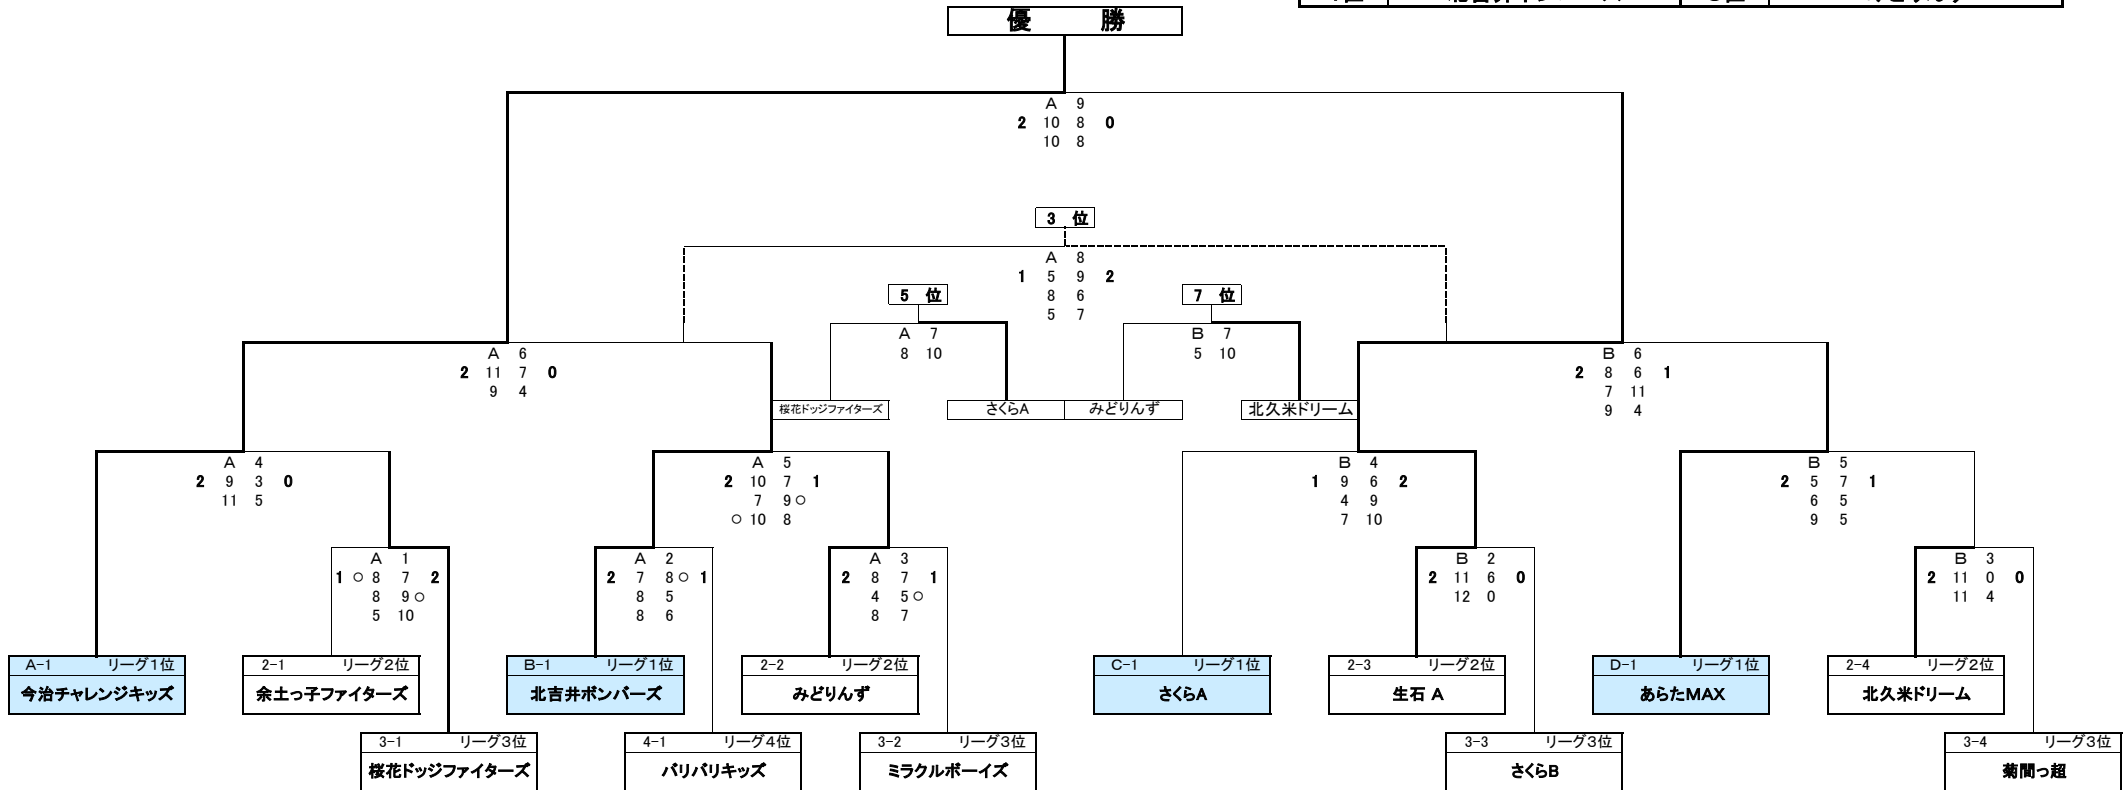 優 勝
A 9
2 10 8 0
10 8
3 位
A 8
1 5 9 2
8 6
5 7
5 位
7 位
A 7
8 10
B 7
5 10
A 6
2 11 7 0
9 4
B 6
2 8 6 1
7 11
9 4
桜花ドッジファイターズ
さくらA
みどりんず
北久米ドリーム
A 4
2 9 3 0
11 5
A 5
2 10 7 1
7 9○
○10 8
B 4
1 9 6 2
4 9
7 10
B 5
2 5 7 1
6 5
9 5
A 1
1 ○ 8 7 2
8 9○
5 10
A 2
2 7 8○ 1
8 5
8 6
A 3
2 8 7 1
4 5○
8 7
B 2
2 11 6 0
12 0
B 3
2 11 0 0
11 4
A-1 リーグ1位
今治チャレンジキッズ
2-1 リーグ2位
余土っ子ファイターズ
B-1 リーグ1位
北吉井ボンバーズ
2-2 リーグ2位
みどりんず
C-1 リーグ1位
さくらA
2-3 リーグ2位
生石 A
D-1 リーグ1位
あらたMAX
2-4 リーグ2位
北久米ドリーム
3-1 リーグ3位
桜花ドッジファイターズ
4-1 リーグ4位
バリバリキッズ
3-2 リーグ3位
ミラクルボーイズ
3-3 リーグ3位
さくらB
3-4 リーグ3位
菊間っ超